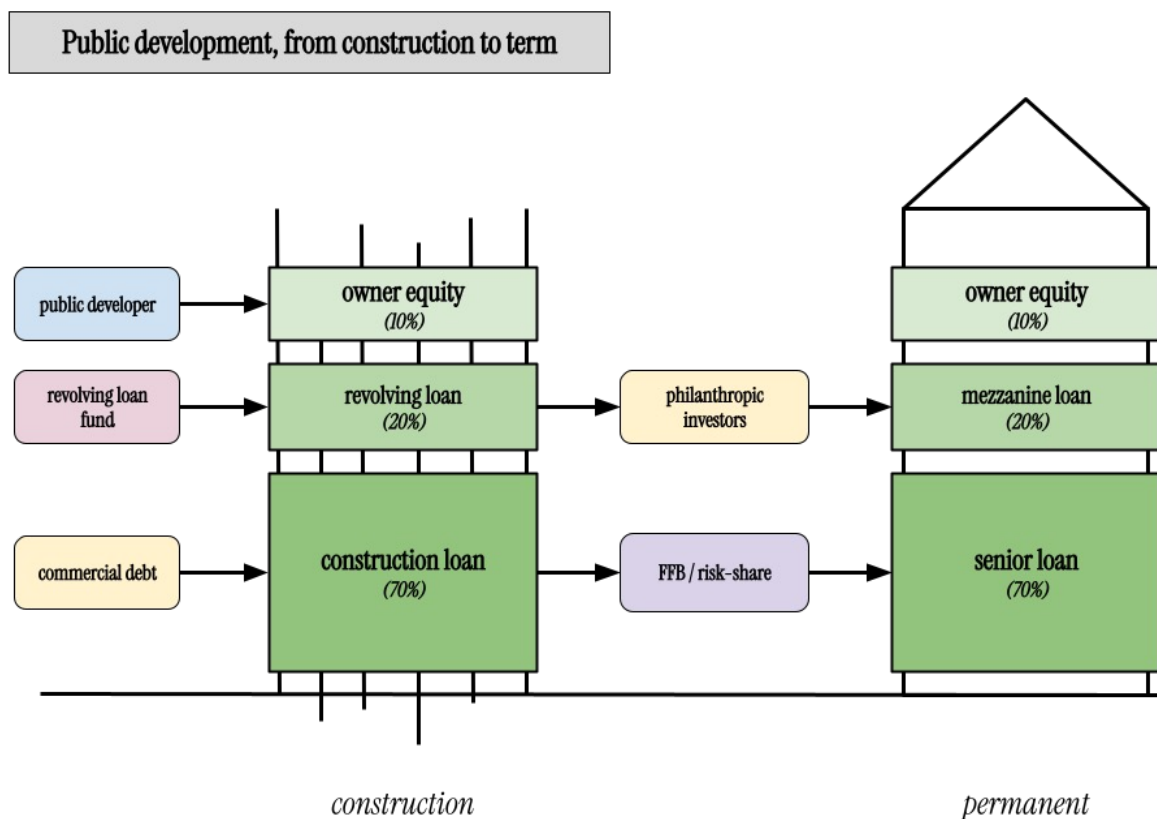 Public development, from construction to term
public developer
owner equity
(10%)
owner equity
(10%)
revolving loan
fund
revolving loan
(20%)
philanthropic
investors
mezzanine loan
(20%)
commercial debt
construction loan
(70%)
FFB / risk-share
senior loan
(70%)
construction
permanent